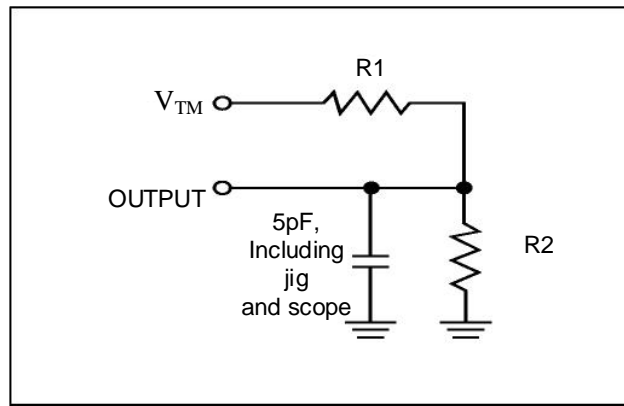 R1
VTM
OUTPUT
5pF,
Including
jig
and scope
R2